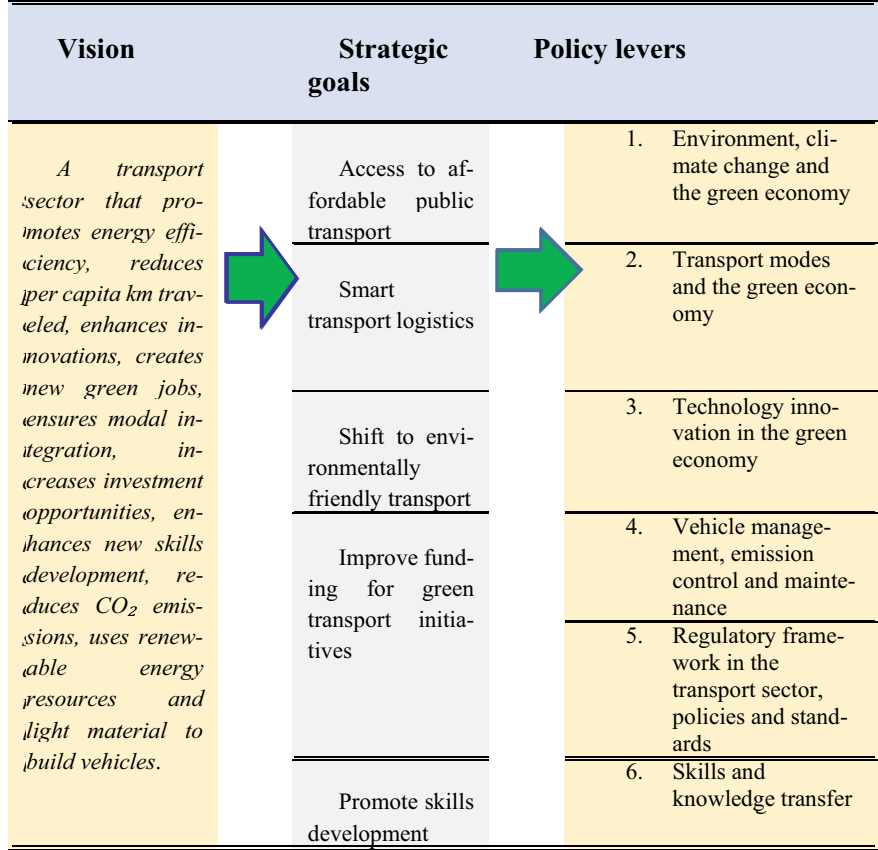 Vision
Strategic
goals
Policy levers
A transport
sector that pro-
motes energy effi-
ciency, reduces
per capita km trav-
eled, enhances in-
novations, creates
new green jobs,
ensures modal in-
tegration, in-
creases investment
opportunities, en-
hances new skills
development, re-
duces CO₂ emis-
sions, uses renew-
able energy
resources and
light material to
build vehicles.
Access to af-
fordable public
transport
Smart
transport logistics
Shift to envi-
ronmentally
friendly transport
Improve fund-
ing for green
transport initia-
tives
Promote skills
development
1. Environment, cli-
mate change and
the green economy
2. Transport modes
and the green econ-
omy
3. Technology inno-
vation in the green
economy
4. Vehicle manage-
ment, emission
control and mainte-
nance
5. Regulatory frame-
work in the
transport sector,
policies and stand-
ards
6. Skills and
knowledge transfer